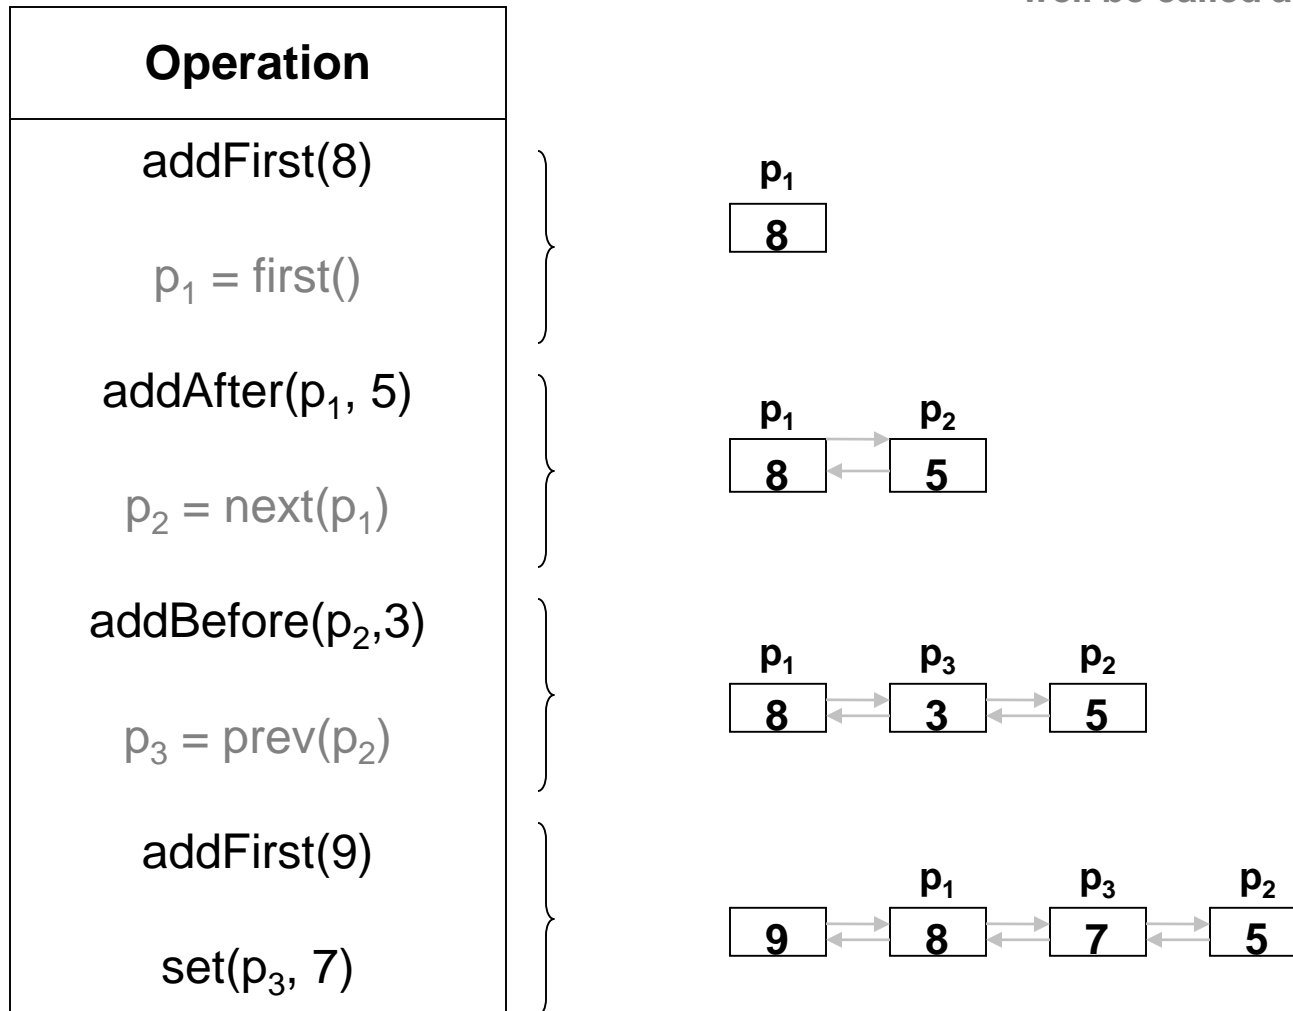 Operation
addFirst(8)
p₁ = first()
addAfter(p₁, 5)
p₂ = next(p₁)
addBefore(p₂,3)
p₃ = prev(p₂)
addFirst(9)
set(p₃, 7)
p₁
8
p₁ p₂
8 5
p₁ p₃ p₂
8 3 5
p₁ p₃ p₂
9 8 7 5